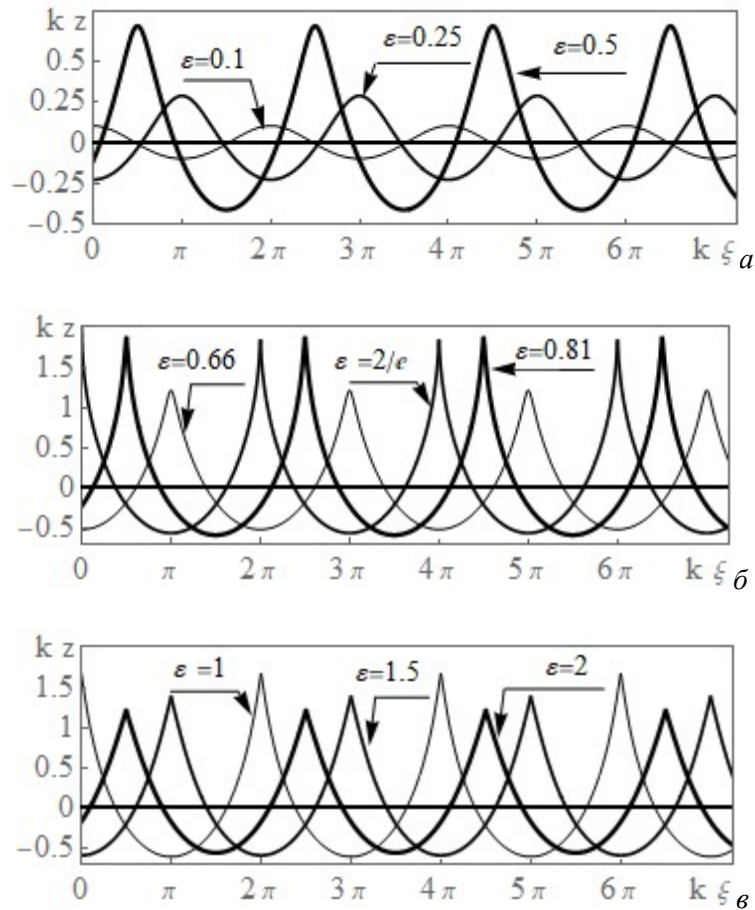 k z
ε=0.1
ε=0.25
ε=0.5
0.5
0.25
0
−0.25
−0.5
0 π 2π 3π 4π 5π 6π k ξ а
k z
ε=0.66
ε =2/e
ε=0.81
1.5
1
0.5
0
−0.5
0 π 2π 3π 4π 5π 6π k ξ б
k z
ε =1
ε=1.5
ε=2
1.5
1
0.5
0
−0.5
0 π 2π 3π 4π 5π 6π k ξ в